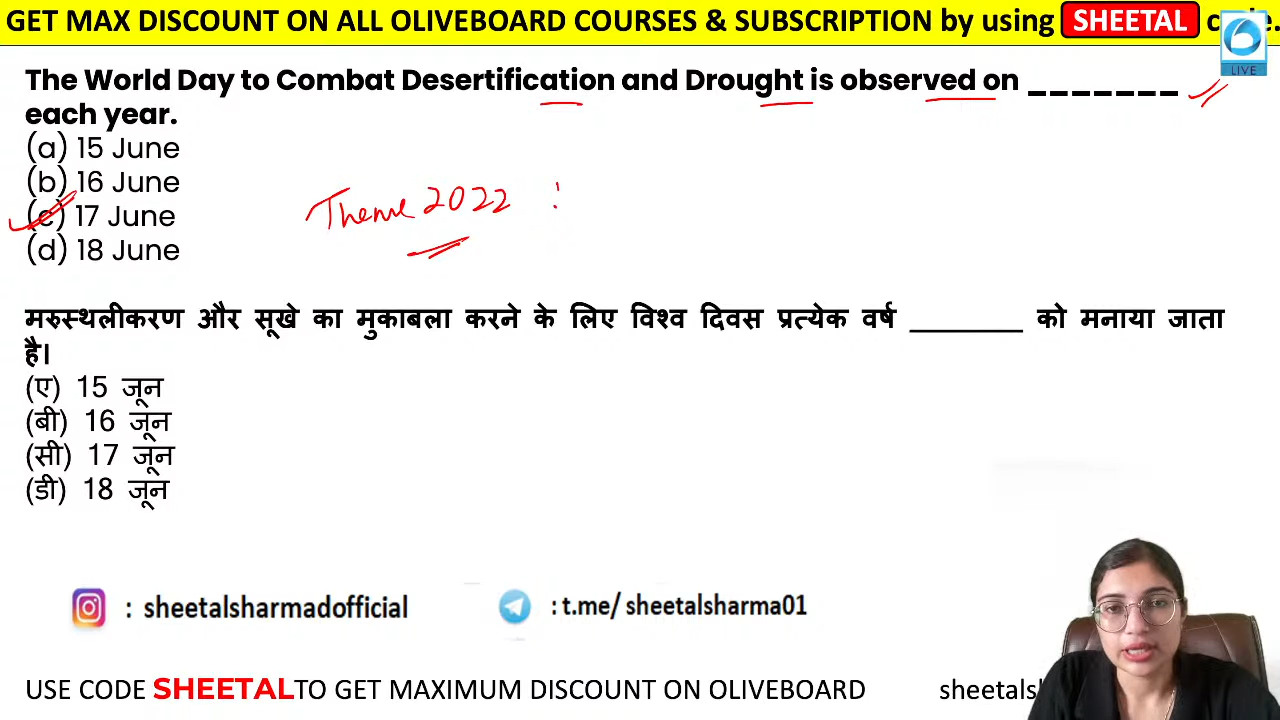 GET MAX DISCOUNT ON ALL OLIVEBOARD COURSES & SUBSCRIPTION by using SHEETAL code.
LIVE
The World Day to Combat Desertification and Drought is observed on _______
each year.
(a) 15 June
(b) 16 June
(c) 17 June
(d) 18 June
Theme 2022 :
मरुस्थलीकरण और सूखे का मुकाबला करने के लिए विश्व दिवस प्रत्येक वर्ष ________ को मनाया जाता
है।
(ए) 15 जून
(बी) 16 जून
(सी) 17 जून
(डी) 18 जून
: sheetalsharmadofficial
: t.me/ sheetalsharma01
USE CODE SHEETALTO GET MAXIMUM DISCOUNT ON OLIVEBOARD